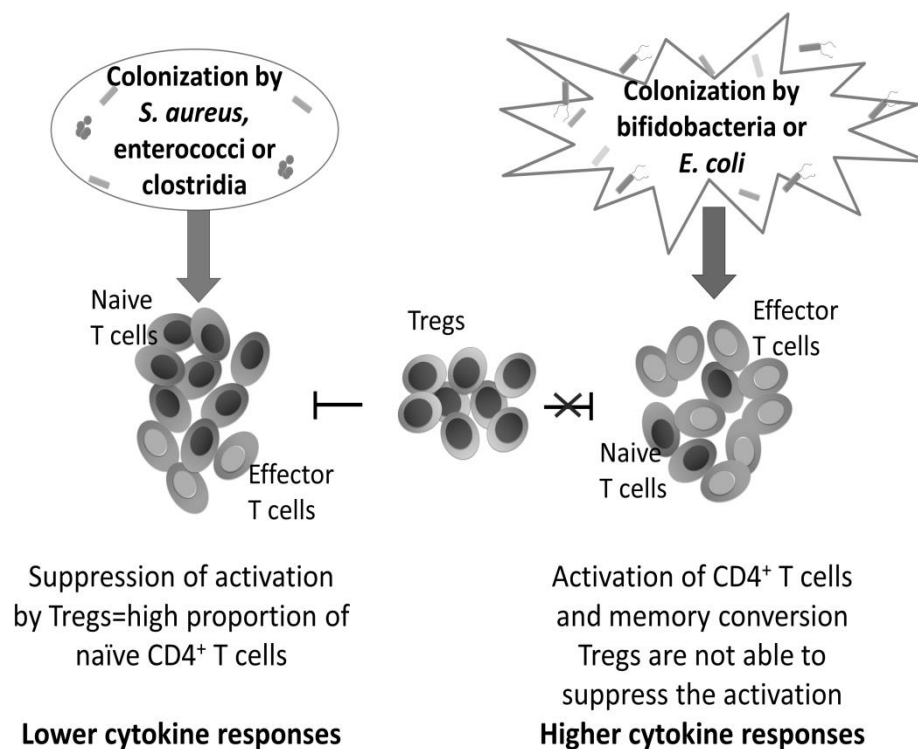 Colonization by
S. aureus,
enterococci or
clostridia
Colonization by
bifidobacteria or
E. coli
Naive
T cells
Tregs
Effector
T cells
Effector
T cells
Naive
T cells
Suppression of activation
by Tregs=high proportion of
naïve CD4⁺ T cells
Lower cytokine responses
Activation of CD4⁺ T cells
and memory conversion
Tregs are not able to
suppress the activation
Higher cytokine responses